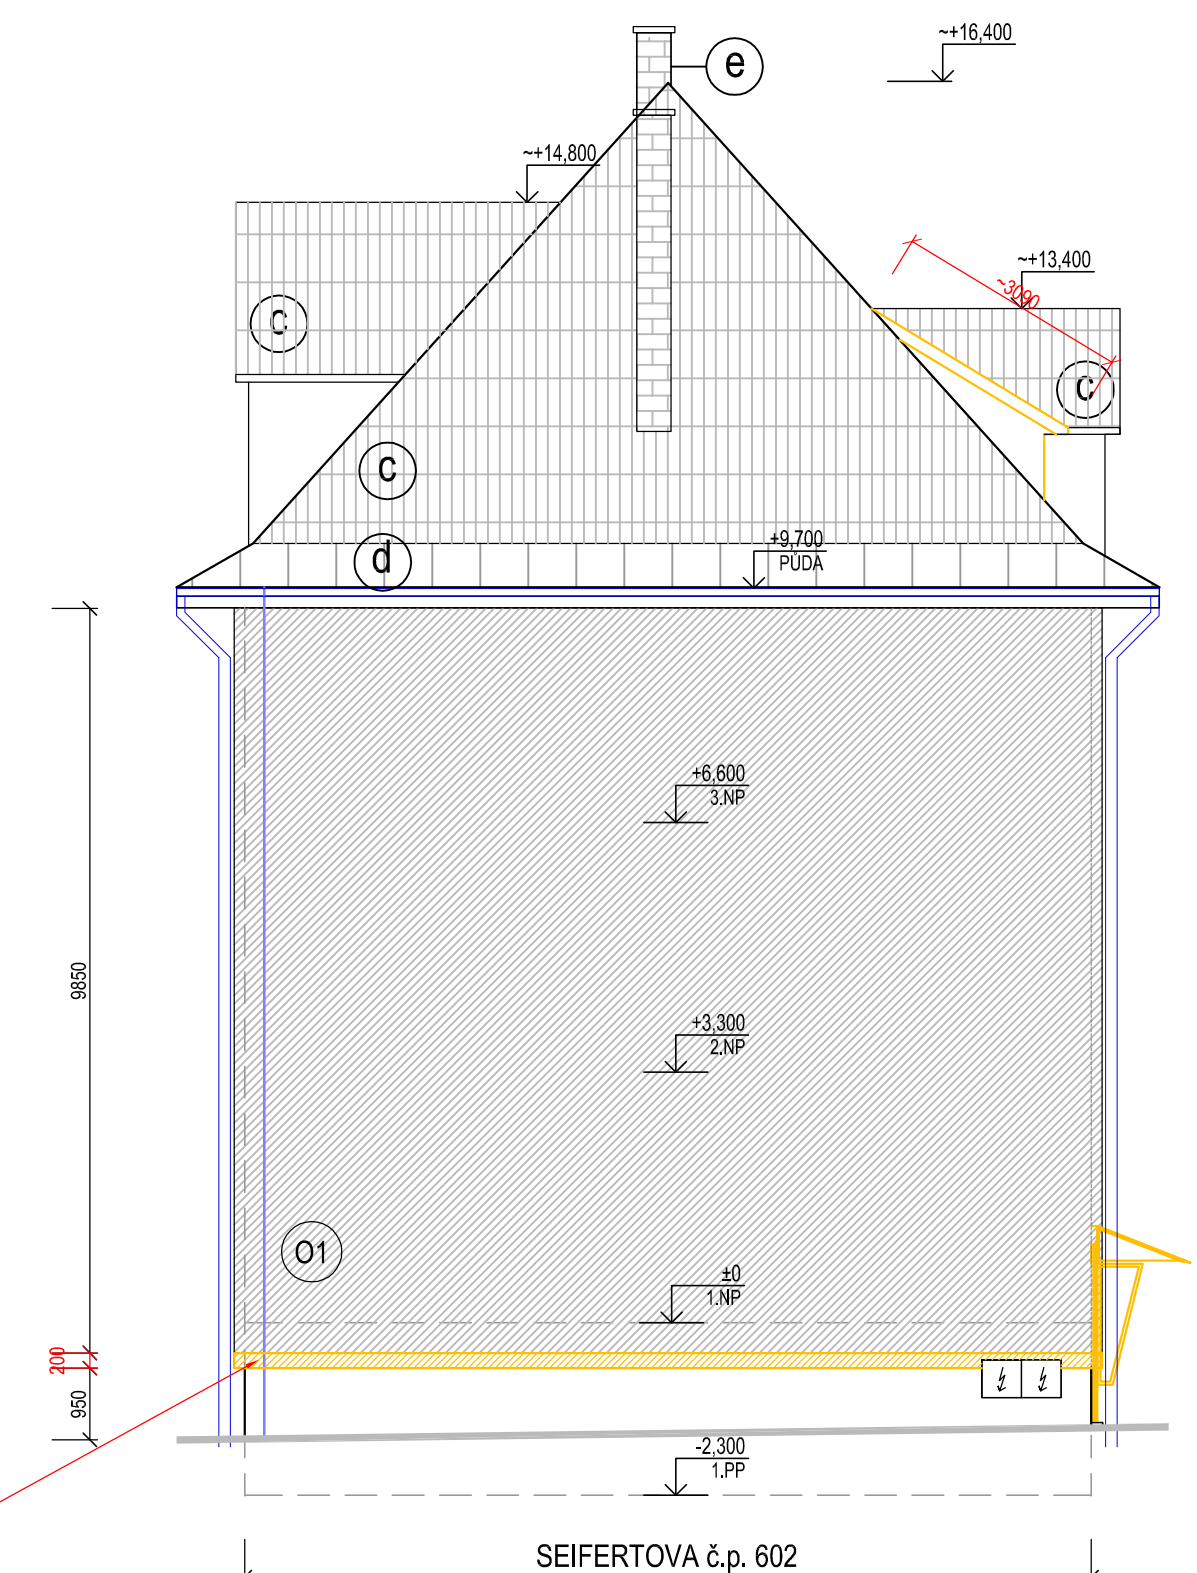 ~+16,400
e
~+14,800
~+13,400
~3090
c
c
c
d
+9,700
PŮDA
+6,600
3.NP
9850
+3,300
2.NP
O1
±0
1.NP
200
950
-2,300
1.PP
SEIFERTOVA č.p. 602